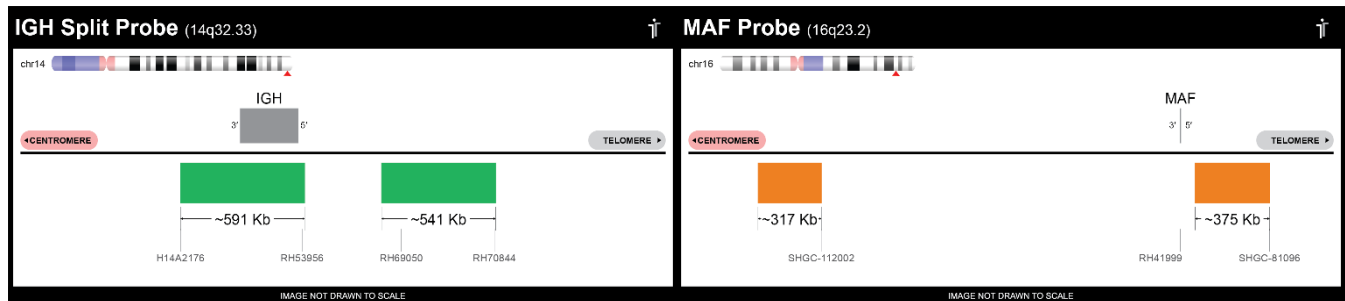 IGH Split Probe (14q32.33)
chr14
IGH
3' 5'
◂CENTROMERE
TELOMERE ▸
~591 Kb
~541 Kb
H14A2176
RH53956
RH69050
RH70844
IMAGE NOT DRAWN TO SCALE
MAF Probe (16q23.2)
chr16
MAF
3' 5'
◂CENTROMERE
TELOMERE ▸
~317 Kb
~375 Kb
SHGC-112002
RH41999
SHGC-81096
IMAGE NOT DRAWN TO SCALE